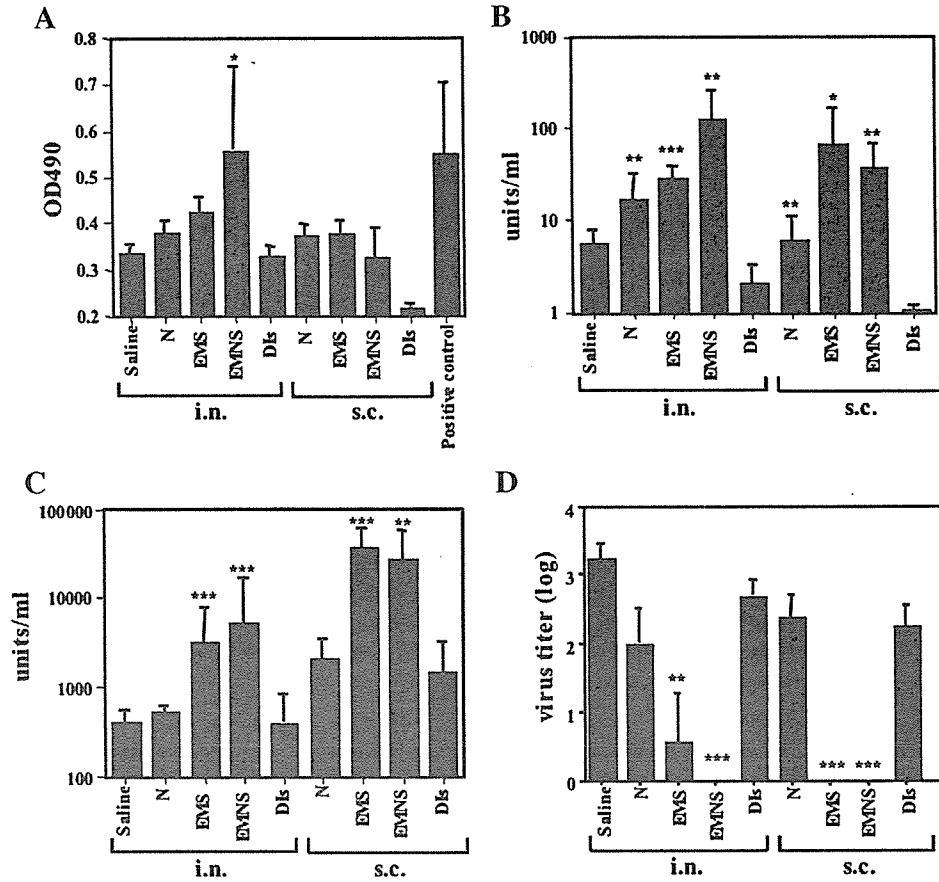 A
0.8
0.7
0.6
0.5
0.4
0.3
0.2
OD490
*
Saline
N
EMS
EMNS
DIs
N
EMS
EMNS
DIs
Positive control
i.n.
s.c.
B
1000
100
10
1
units/ml
**
***
**
**
*
**
Saline
N
EMS
EMNS
DIs
N
EMS
EMNS
DIs
i.n.
s.c.
C
100000
10000
1000
100
units/ml
***
***
***
**
Saline
N
EMS
EMNS
DIs
N
EMS
EMNS
DIs
i.n.
s.c.
D
4
3
2
1
0
virus titer (log)
**
***
***
***
Saline
N
EMS
EMNS
DIs
N
EMS
EMNS
DIs
i.n.
s.c.